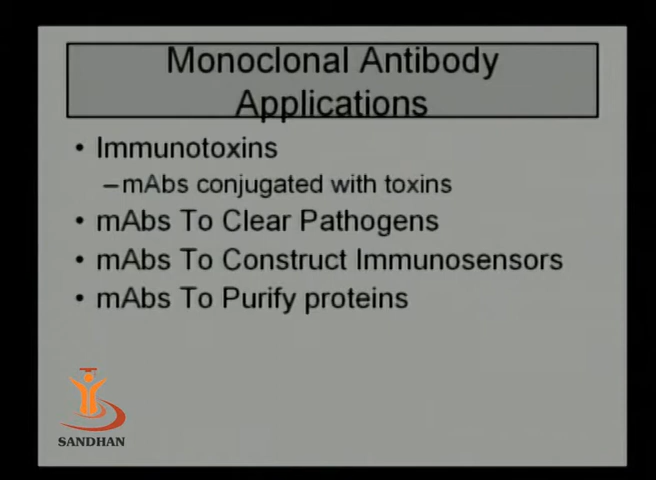 Monoclonal Antibody
Applications
• Immunotoxins
– mAbs conjugated with toxins
• mAbs To Clear Pathogens
• mAbs To Construct Immunosensors
• mAbs To Purify proteins
SANDHAN